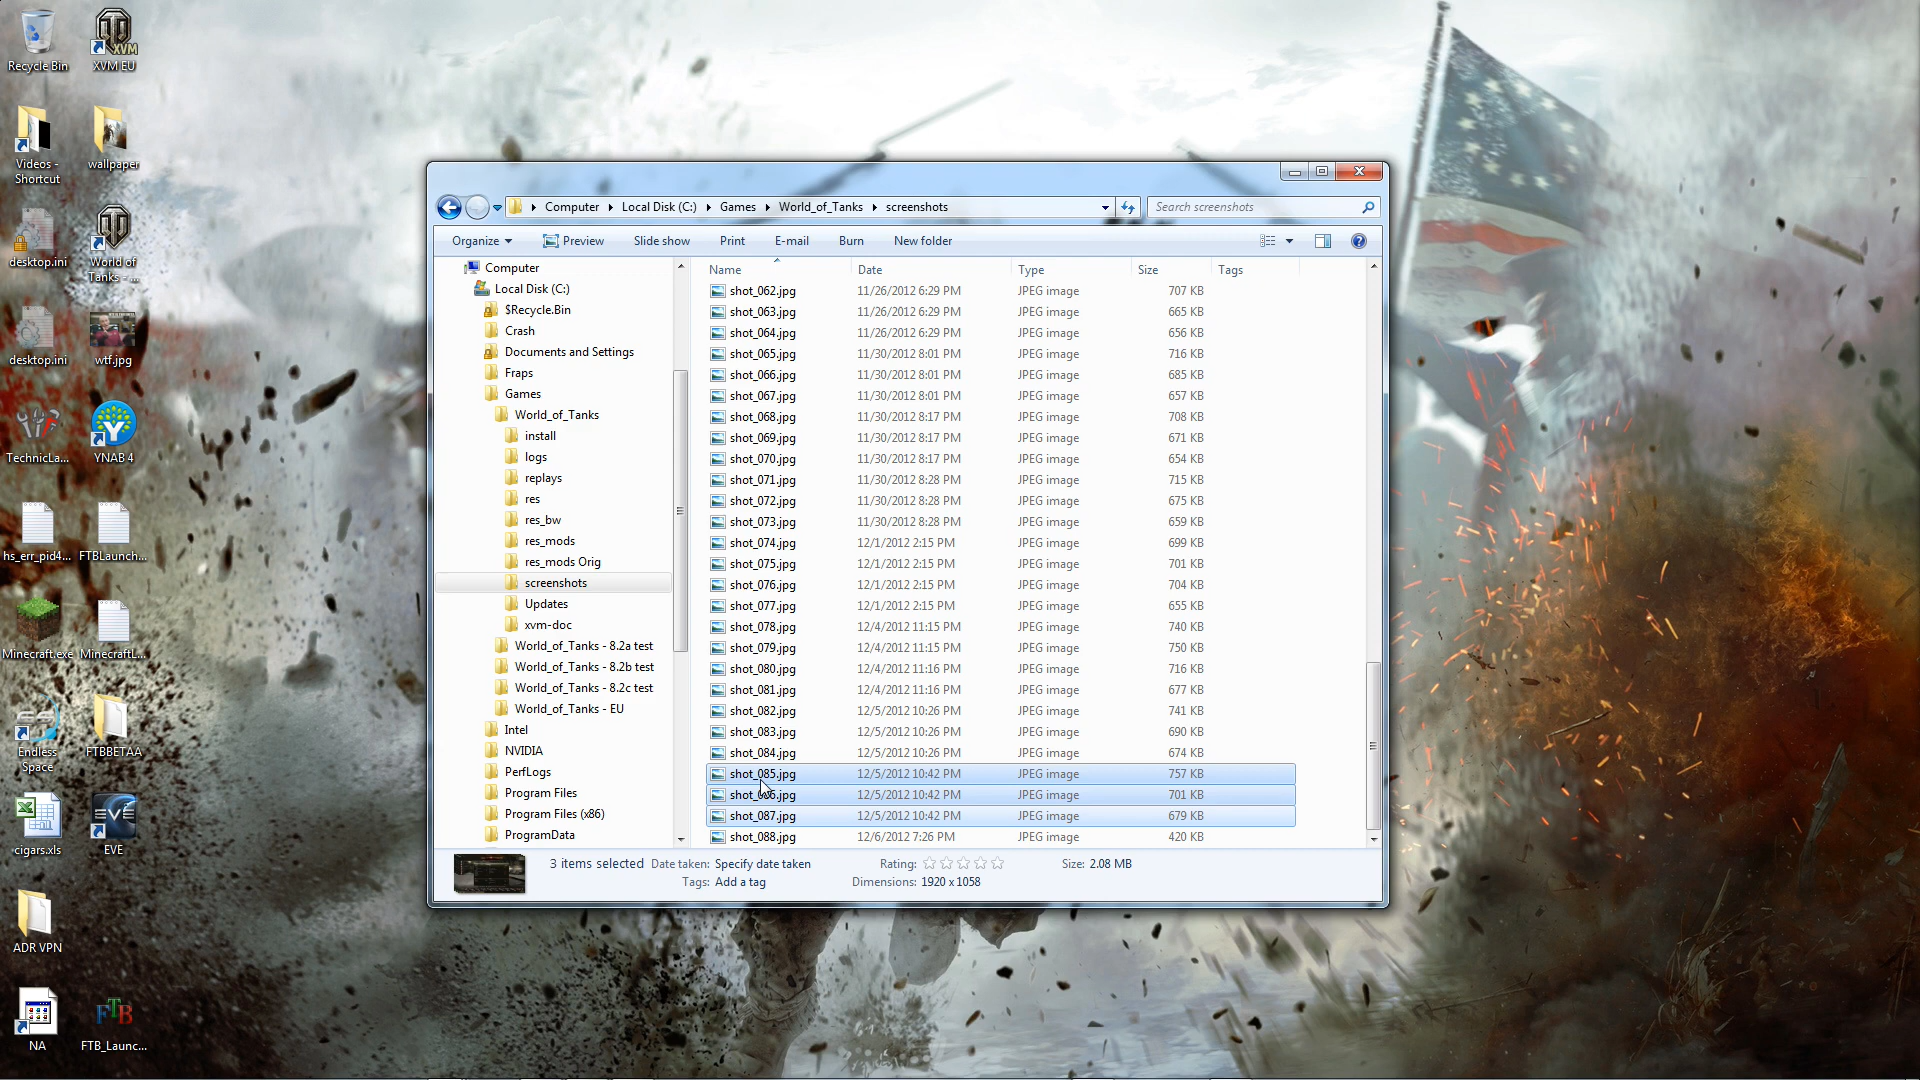 Recycle Bin
XVM
XVM EU
Videos - Shortcut
wallpaper
desktop.ini
World of Tanks - ...
desktop.ini
wtf.jpg
TechnicLa...
YNAB 4
hs_err_pid4...
FTBLaunch...
Minecraft.exe
MinecraftL...
Endless Space
FTBBETAA
cigars.xls
EVE
EVE
ADR VPN
NA
FTB
FTB_Launc...
Computer Local Disk (C:) Games World_of_Tanks screenshots
Search screenshots
Organize Preview Slide show Print E-mail Burn New folder
Computer
Local Disk (C:)
$Recycle.Bin
Crash
Documents and Settings
Fraps
Games
World_of_Tanks
install
logs
replays
res
res_bw
res_mods
res_mods Orig
screenshots
Updates
xvm-doc
World_of_Tanks - 8.2a test
World_of_Tanks - 8.2b test
World_of_Tanks - 8.2c test
World_of_Tanks - EU
Intel
NVIDIA
PerfLogs
Program Files
Program Files (x86)
ProgramData
Name Date Type Size Tags
shot_062.jpg 11/26/2012 6:29 PM JPEG image 707 KB
shot_063.jpg 11/26/2012 6:29 PM JPEG image 665 KB
shot_064.jpg 11/26/2012 6:29 PM JPEG image 656 KB
shot_065.jpg 11/30/2012 8:01 PM JPEG image 716 KB
shot_066.jpg 11/30/2012 8:01 PM JPEG image 685 KB
shot_067.jpg 11/30/2012 8:01 PM JPEG image 657 KB
shot_068.jpg 11/30/2012 8:17 PM JPEG image 708 KB
shot_069.jpg 11/30/2012 8:17 PM JPEG image 671 KB
shot_070.jpg 11/30/2012 8:17 PM JPEG image 654 KB
shot_071.jpg 11/30/2012 8:28 PM JPEG image 715 KB
shot_072.jpg 11/30/2012 8:28 PM JPEG image 675 KB
shot_073.jpg 11/30/2012 8:28 PM JPEG image 659 KB
shot_074.jpg 12/1/2012 2:15 PM JPEG image 699 KB
shot_075.jpg 12/1/2012 2:15 PM JPEG image 701 KB
shot_076.jpg 12/1/2012 2:15 PM JPEG image 704 KB
shot_077.jpg 12/1/2012 2:15 PM JPEG image 655 KB
shot_078.jpg 12/4/2012 11:15 PM JPEG image 740 KB
shot_079.jpg 12/4/2012 11:15 PM JPEG image 750 KB
shot_080.jpg 12/4/2012 11:16 PM JPEG image 716 KB
shot_081.jpg 12/4/2012 11:16 PM JPEG image 677 KB
shot_082.jpg 12/5/2012 10:26 PM JPEG image 741 KB
shot_083.jpg 12/5/2012 10:26 PM JPEG image 690 KB
shot_084.jpg 12/5/2012 10:26 PM JPEG image 674 KB
shot_085.jpg 12/5/2012 10:42 PM JPEG image 757 KB
shot_086.jpg 12/5/2012 10:42 PM JPEG image 701 KB
shot_087.jpg 12/5/2012 10:42 PM JPEG image 679 KB
shot_088.jpg 12/6/2012 7:26 PM JPEG image 420 KB
3 items selected Date taken: Specify date taken Rating: Size: 2.08 MB
Tags: Add a tag Dimensions: 1920 x 1058